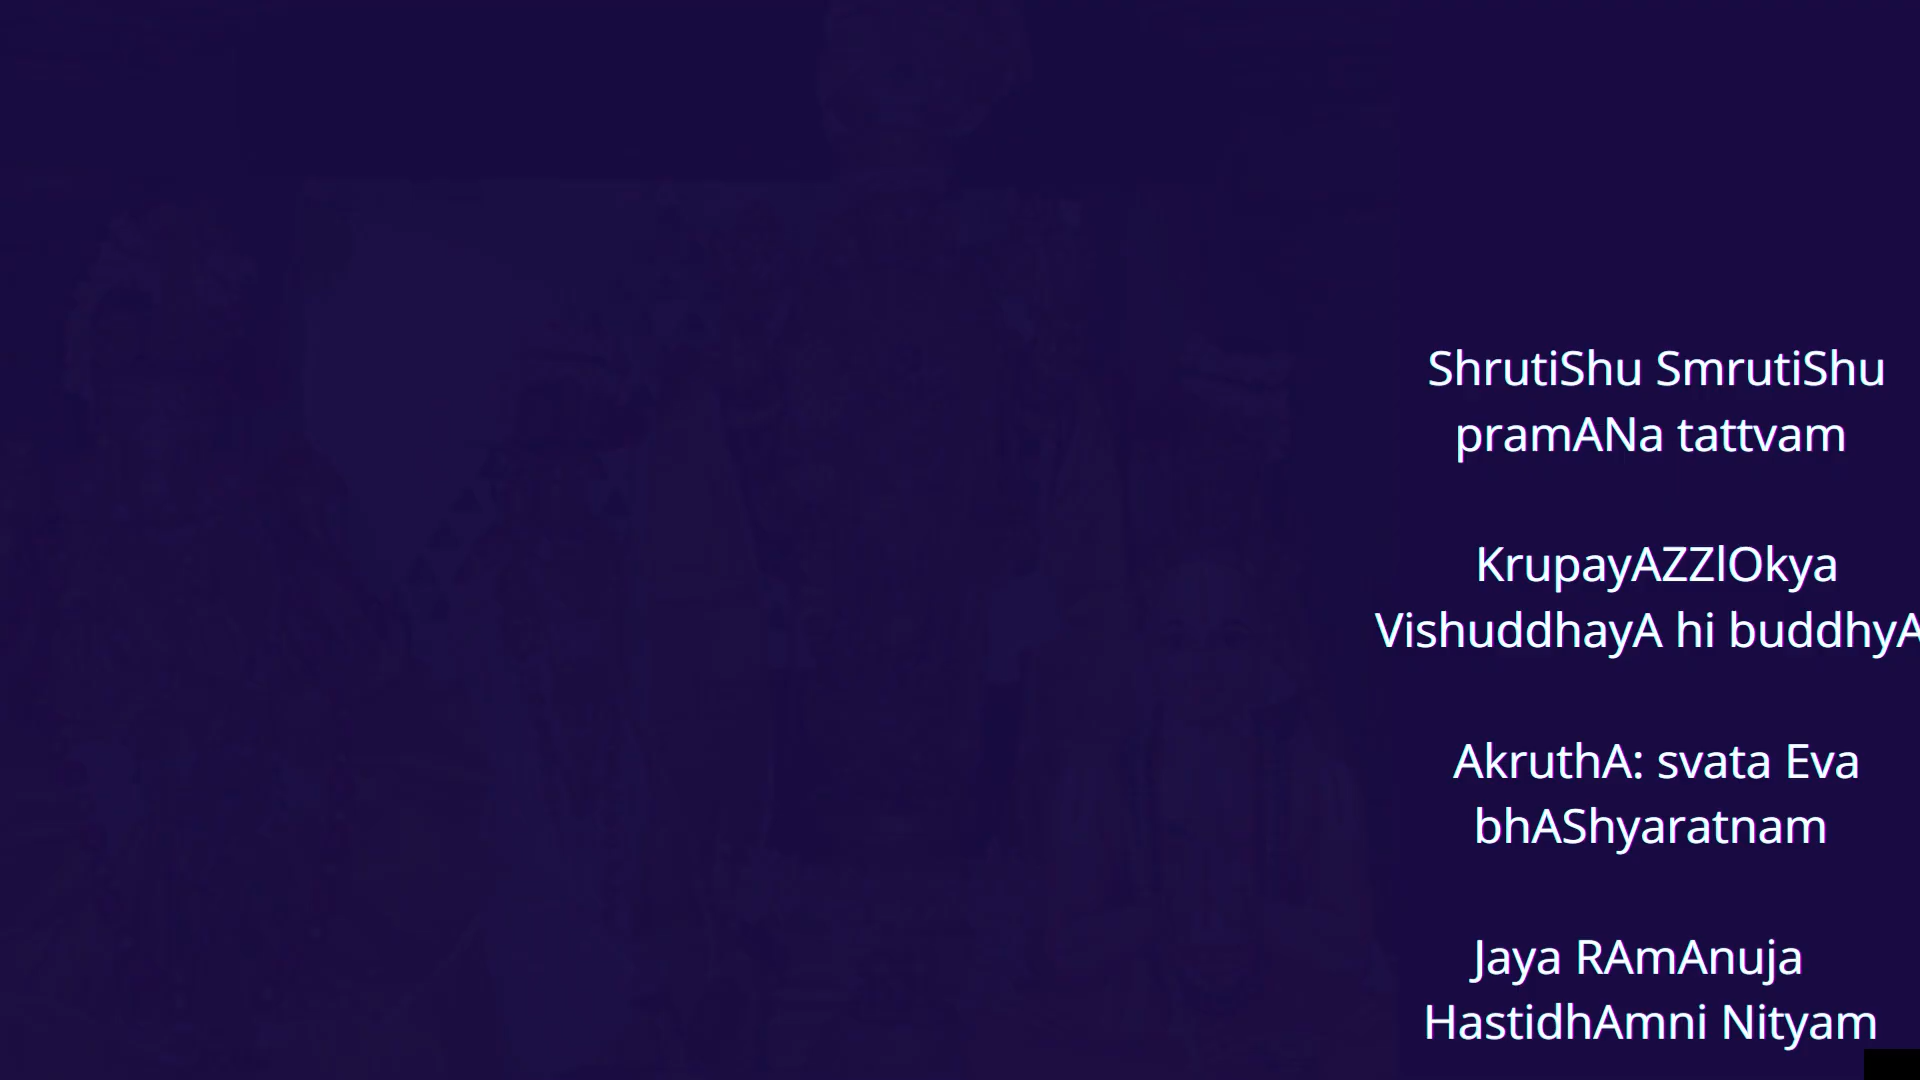 ShrutiShu SmrutiShu
pramANa tattvam
KrupayAZZlOkya
VishuddhayA hi buddhyA
AkruthA: svata Eva
bhAShyaratnam
Jaya RAmAnuja
HastidhAmni Nityam